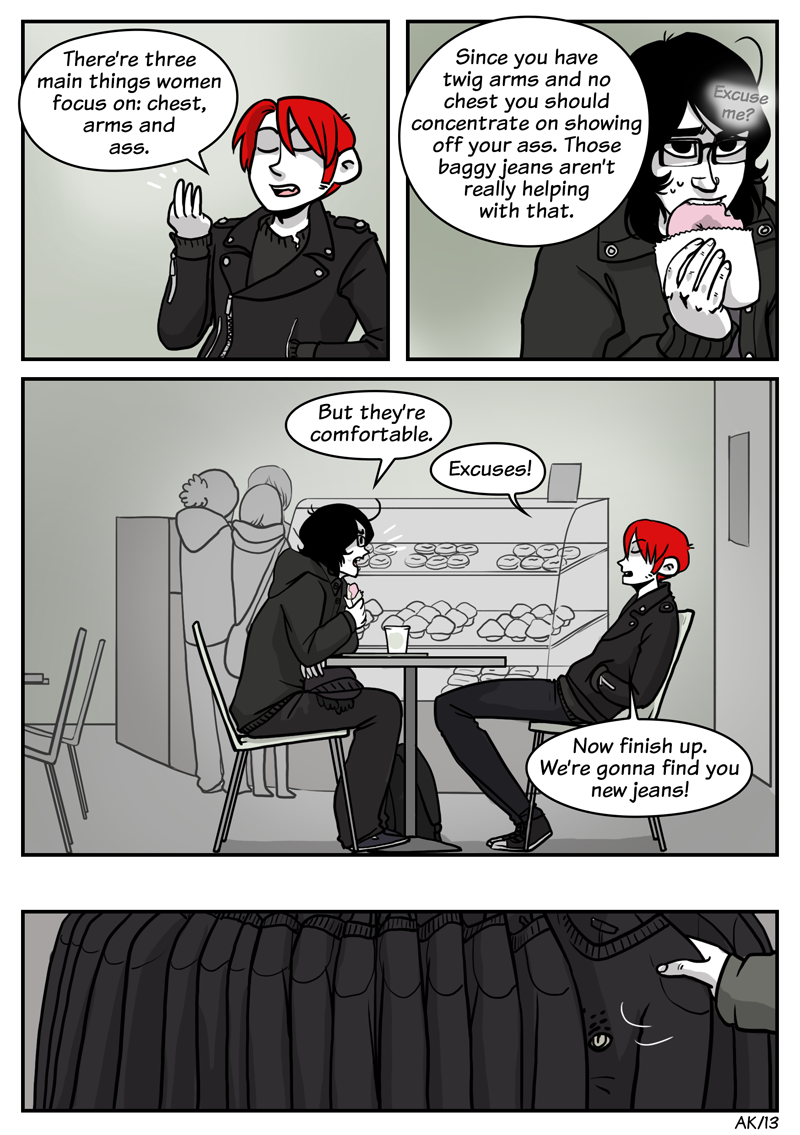 There're three
main things women
focus on: chest,
arms and
ass.
Since you have
twig arms and no
chest you should
concentrate on showing
off your ass. Those
baggy jeans aren't
really helping
with that.
Excuse
me?
But they're
comfortable.
Excuses!
Now finish up.
We're gonna find you
new jeans!
AK/13